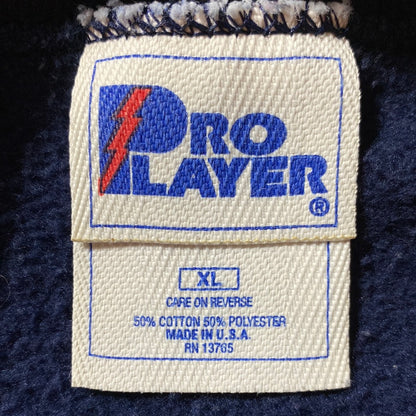 PRO
PLAYER®
XL
CARE ON REVERSE
50% COTTON 50% POLYESTER
MADE IN U.S.A.
RN 13765